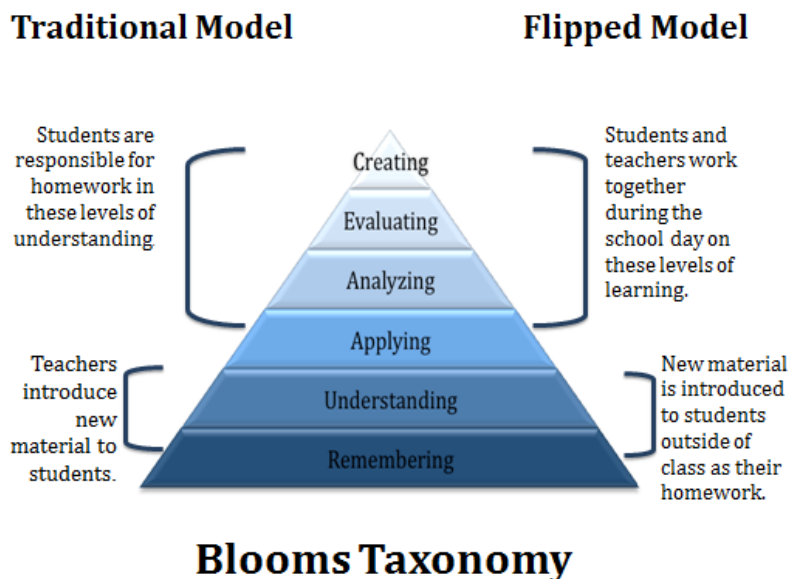 Traditional Model
Flipped Model
Students are
responsible for
homework in
these levels of
understanding
Creating
Evaluating
Analyzing
Applying
Understanding
Remembering
Students and
teachers work
together
during the
school day on
these levels of
learning.
Teachers
introduce
new
material to
students.
New material
is introduced
to students
outside of
class as their
homework.
Blooms Taxonomy